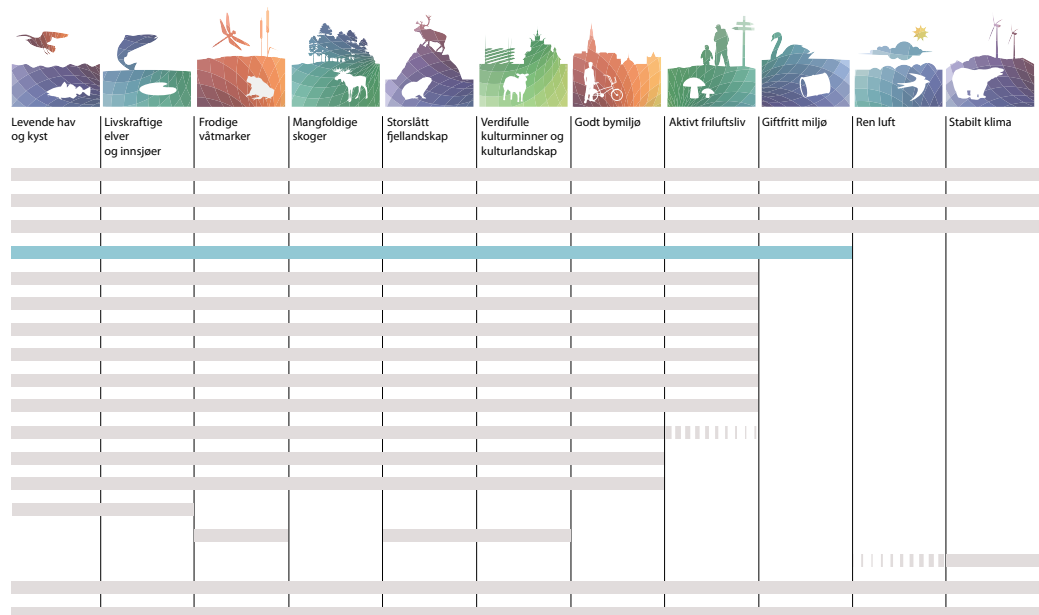 Levende hav
og kyst
Livskraftige
elver
og innsjøer
Frodige
våtmarker
Mangfoldige
skoger
Storslått
fjellandskap
Verdifulle
kulturminner og
kulturlandskap
Godt bymiljø
Aktivt friluftsliv
Giftfritt miljø
Ren luft
Stabilt klima